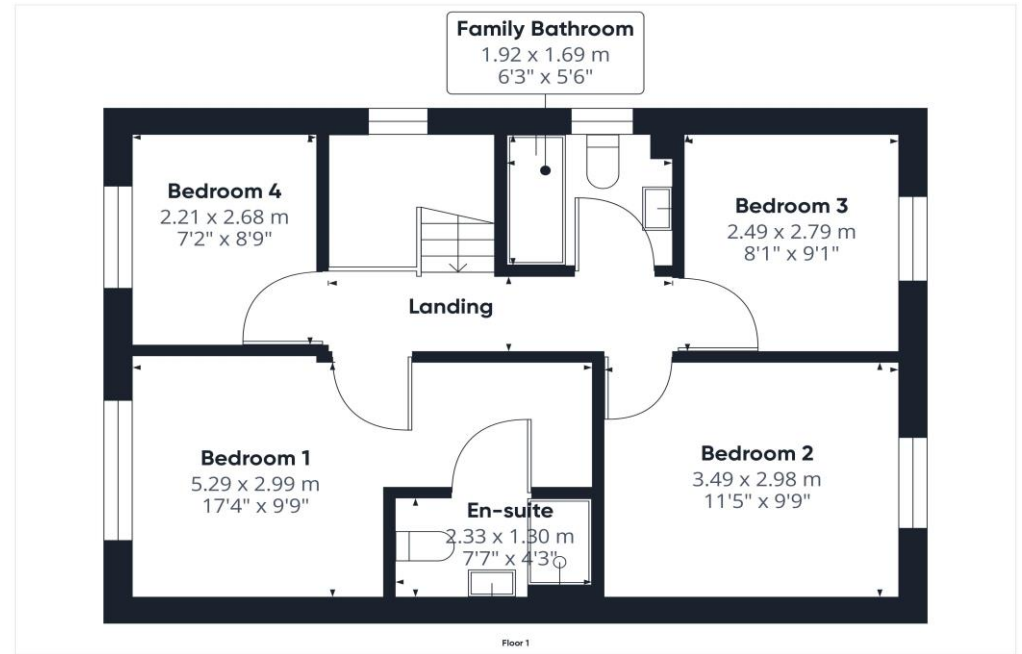 Family Bathroom
1.92 x 1.69 m
6'3" x 5'6"
Bedroom 4
2.21 x 2.68 m
7'2" x 8'9"
Bedroom 3
2.49 x 2.79 m
8'1" x 9'1"
Landing
Bedroom 1
5.29 x 2.99 m
17'4" x 9'9"
Bedroom 2
3.49 x 2.98 m
11'5" x 9'9"
En-suite
2.33 x 1.30 m
7'7" x 4'3"
Floor 1